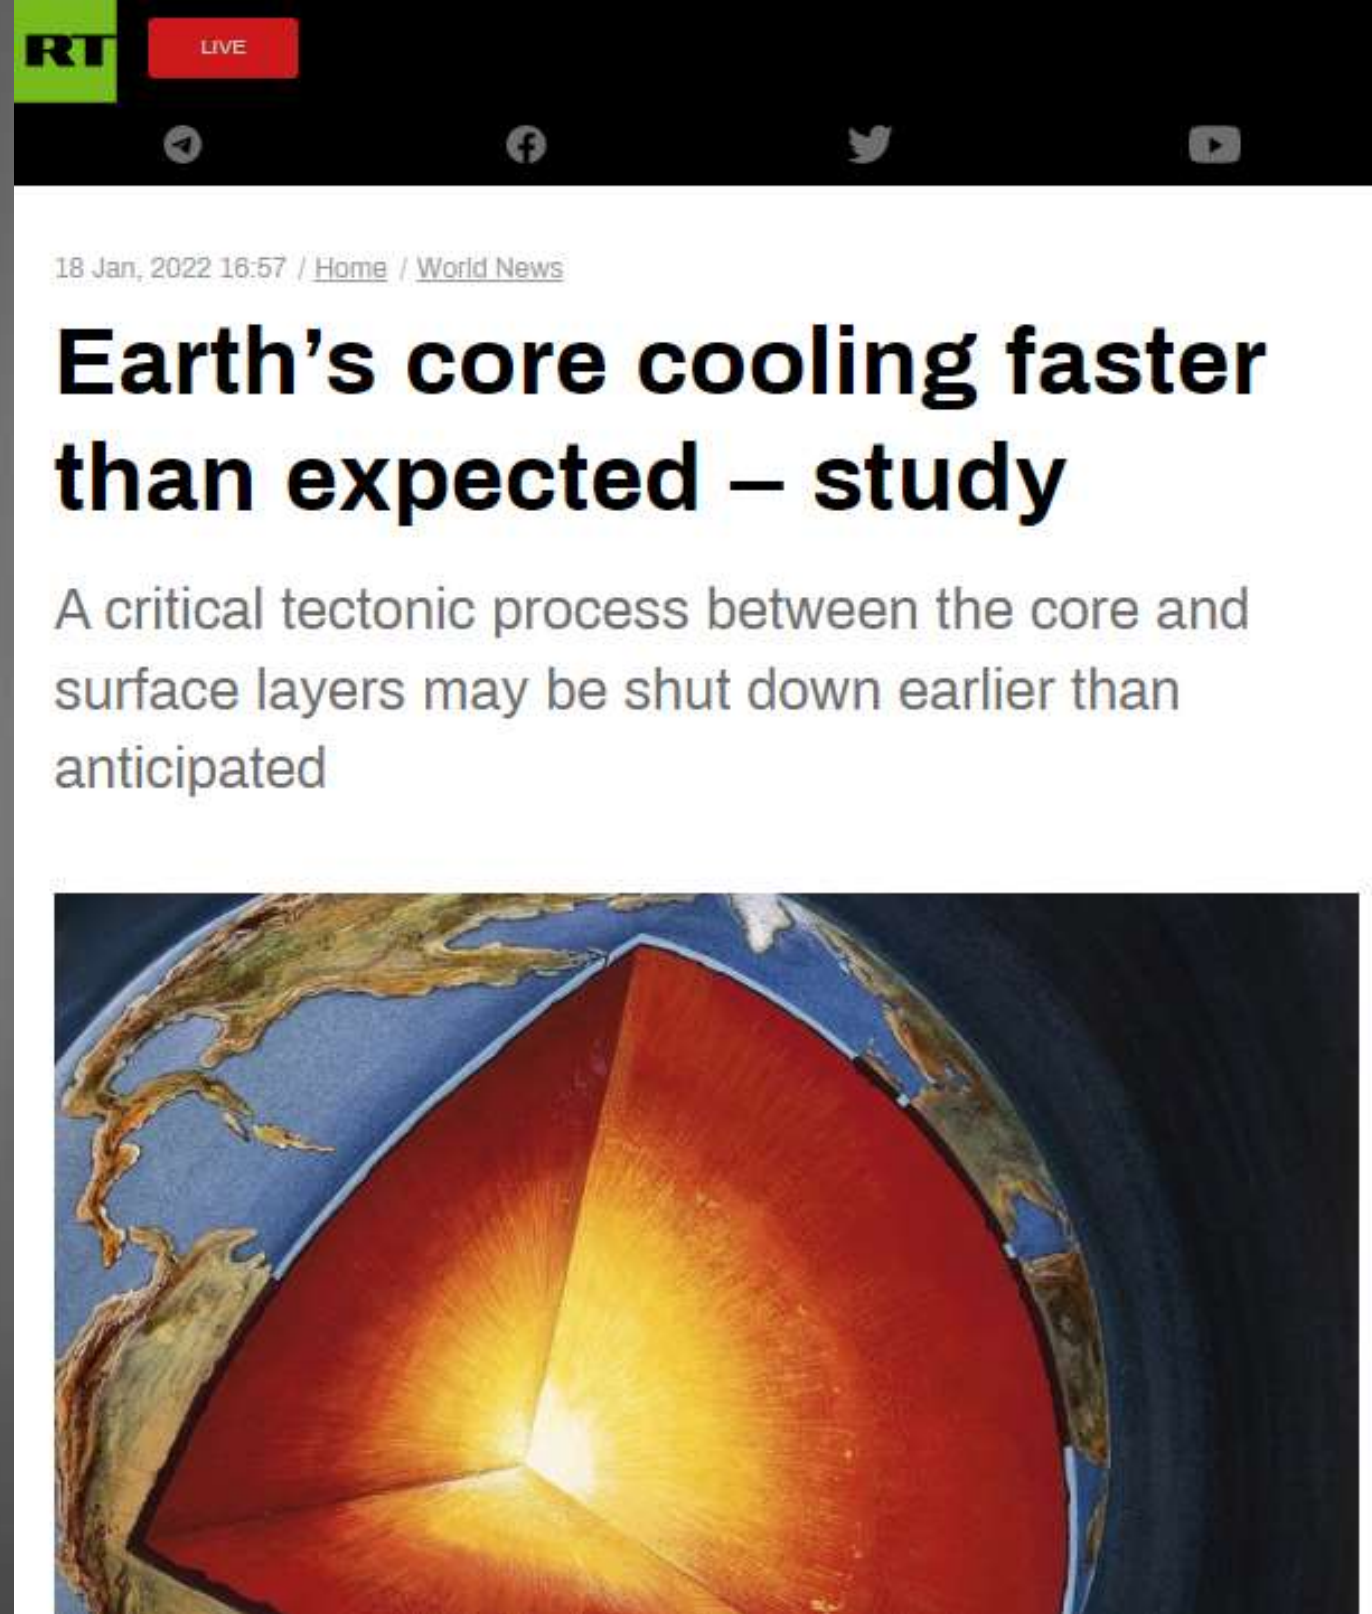 RT
LIVE
18 Jan, 2022 16:57 / Home / World News
Earth’s core cooling faster
than expected – study
A critical tectonic process between the core and
surface layers may be shut down earlier than
anticipated